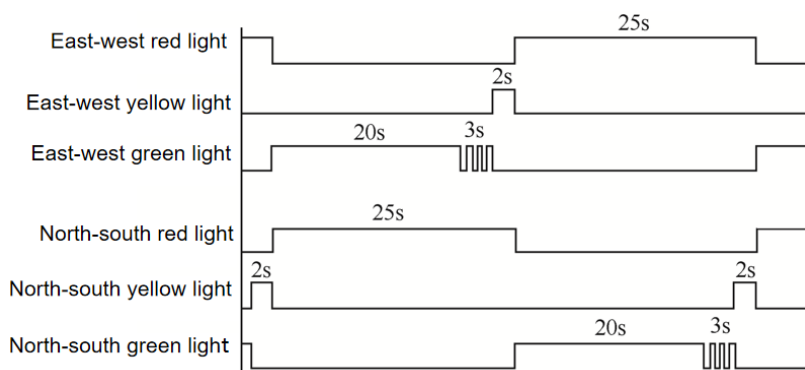 East-west red light
25s
East-west yellow light
2s
East-west green light
20s
3s
North-south red light
25s
North-south yellow light
2s
2s
North-south green light
20s
3s